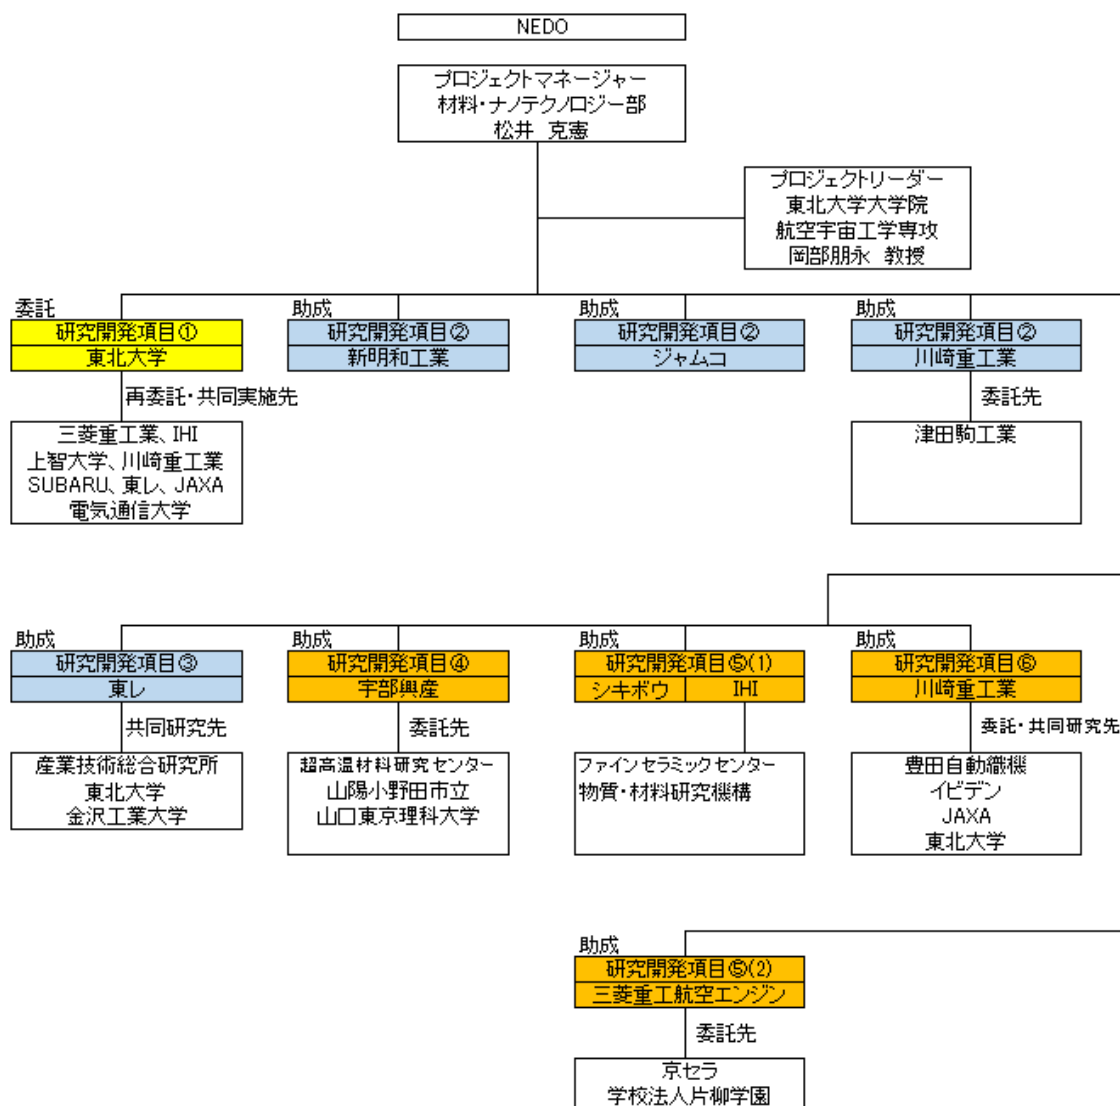 NEDO
プロジェクトマネージャー
材料・ナノテクノロジー部
松井 克憲
プロジェクトリーダー
東北大学大学院
航空宇宙工学専攻
岡部朋永 教授
委託
研究開発項目①
東北大学
再委託・共同実施先
三菱重工業、IHI
上智大学、川崎重工業
SUBARU、東レ、JAXA
電気通信大学
助成
研究開発項目②
新明和工業
助成
研究開発項目②
ジャムコ
助成
研究開発項目②
川崎重工業
委託先
津田駒工業
助成
研究開発項目③
東レ
共同研究先
産業技術総合研究所
東北大学
金沢工業大学
助成
研究開発項目④
宇部興産
委託先
超高温材料研究センター
山陽小野田市立
山口東京理科大学
助成
研究開発項目⑤(1)
シキボウ IHI
ファインセラミックセンター
物質・材料研究機構
助成
研究開発項目⑥
川崎重工業
委託・共同研究先
豊田自動織機
イビデン
JAXA
東北大学
助成
研究開発項目⑤(2)
三菱重工航空エンジン
委託先
京セラ
学校法人片柳学園